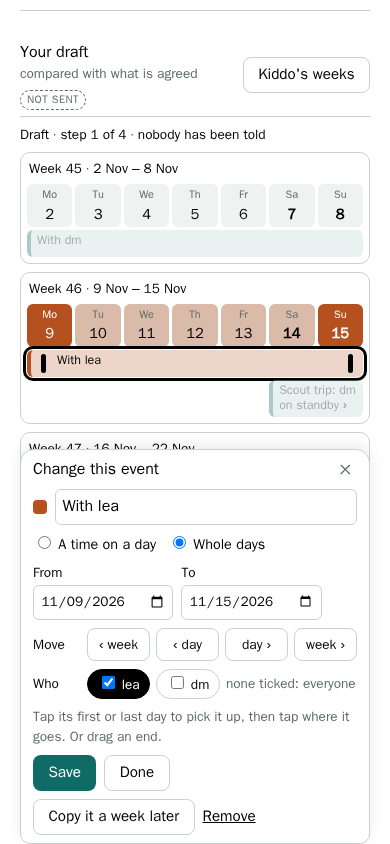 Your draft
compared with what is agreed
Kiddo's weeks
NOT SENT
Draft · step 1 of 4 · nobody has been told
Week 45 · 2 Nov – 8 Nov
Mo Tu We Th Fr Sa Su
2 3 4 5 6 7 8
With dm
Week 46 · 9 Nov – 15 Nov
Mo Tu We Th Fr Sa Su
9 10 11 12 13 14 15
With lea
Scout trip: dm
on standby ›
Week 47 · 16 Nov – 22 Nov
Change this event ×
With lea
A time on a day Whole days
From To
11/09/2026 11/15/2026
Move ‹ week ‹ day day › week ›
Who lea dm none ticked: everyone
Tap its first or last day to pick it up, then tap where it
goes. Or drag an end.
Save Done
Copy it a week later Remove